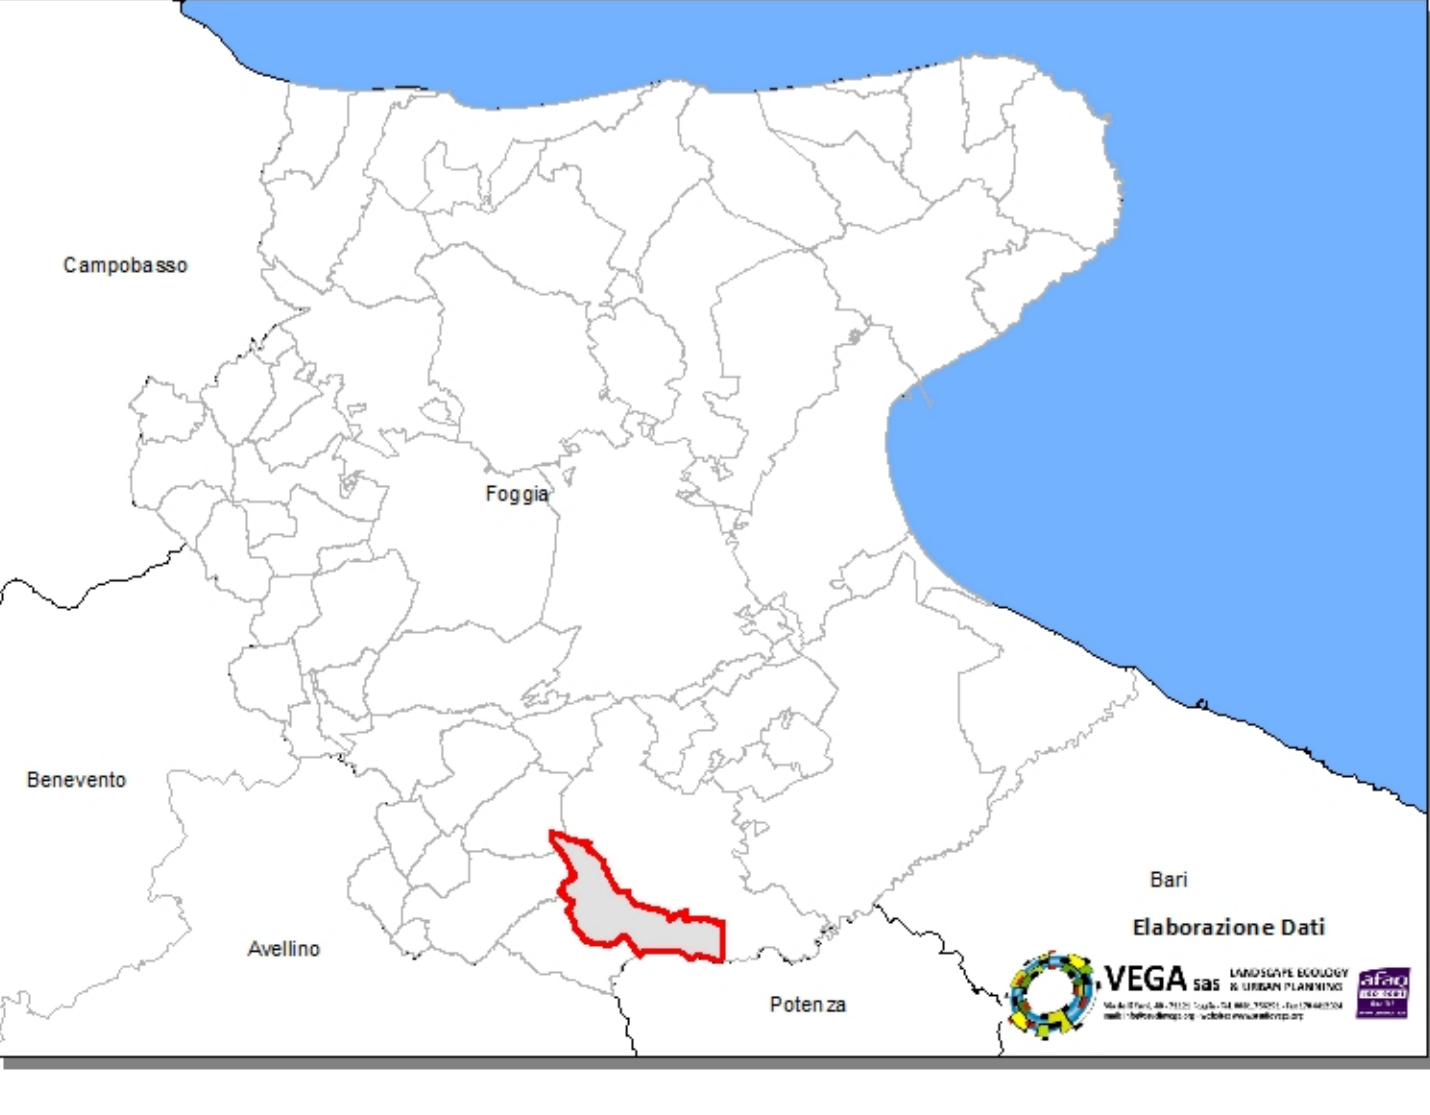 Campobasso
Foggia
Benevento
Bari
Elaborazione Dati
Avellino
VEGA sas
LANDSCAPE ECOLOGY
& URBAN PLANNING
afaq
Potenza